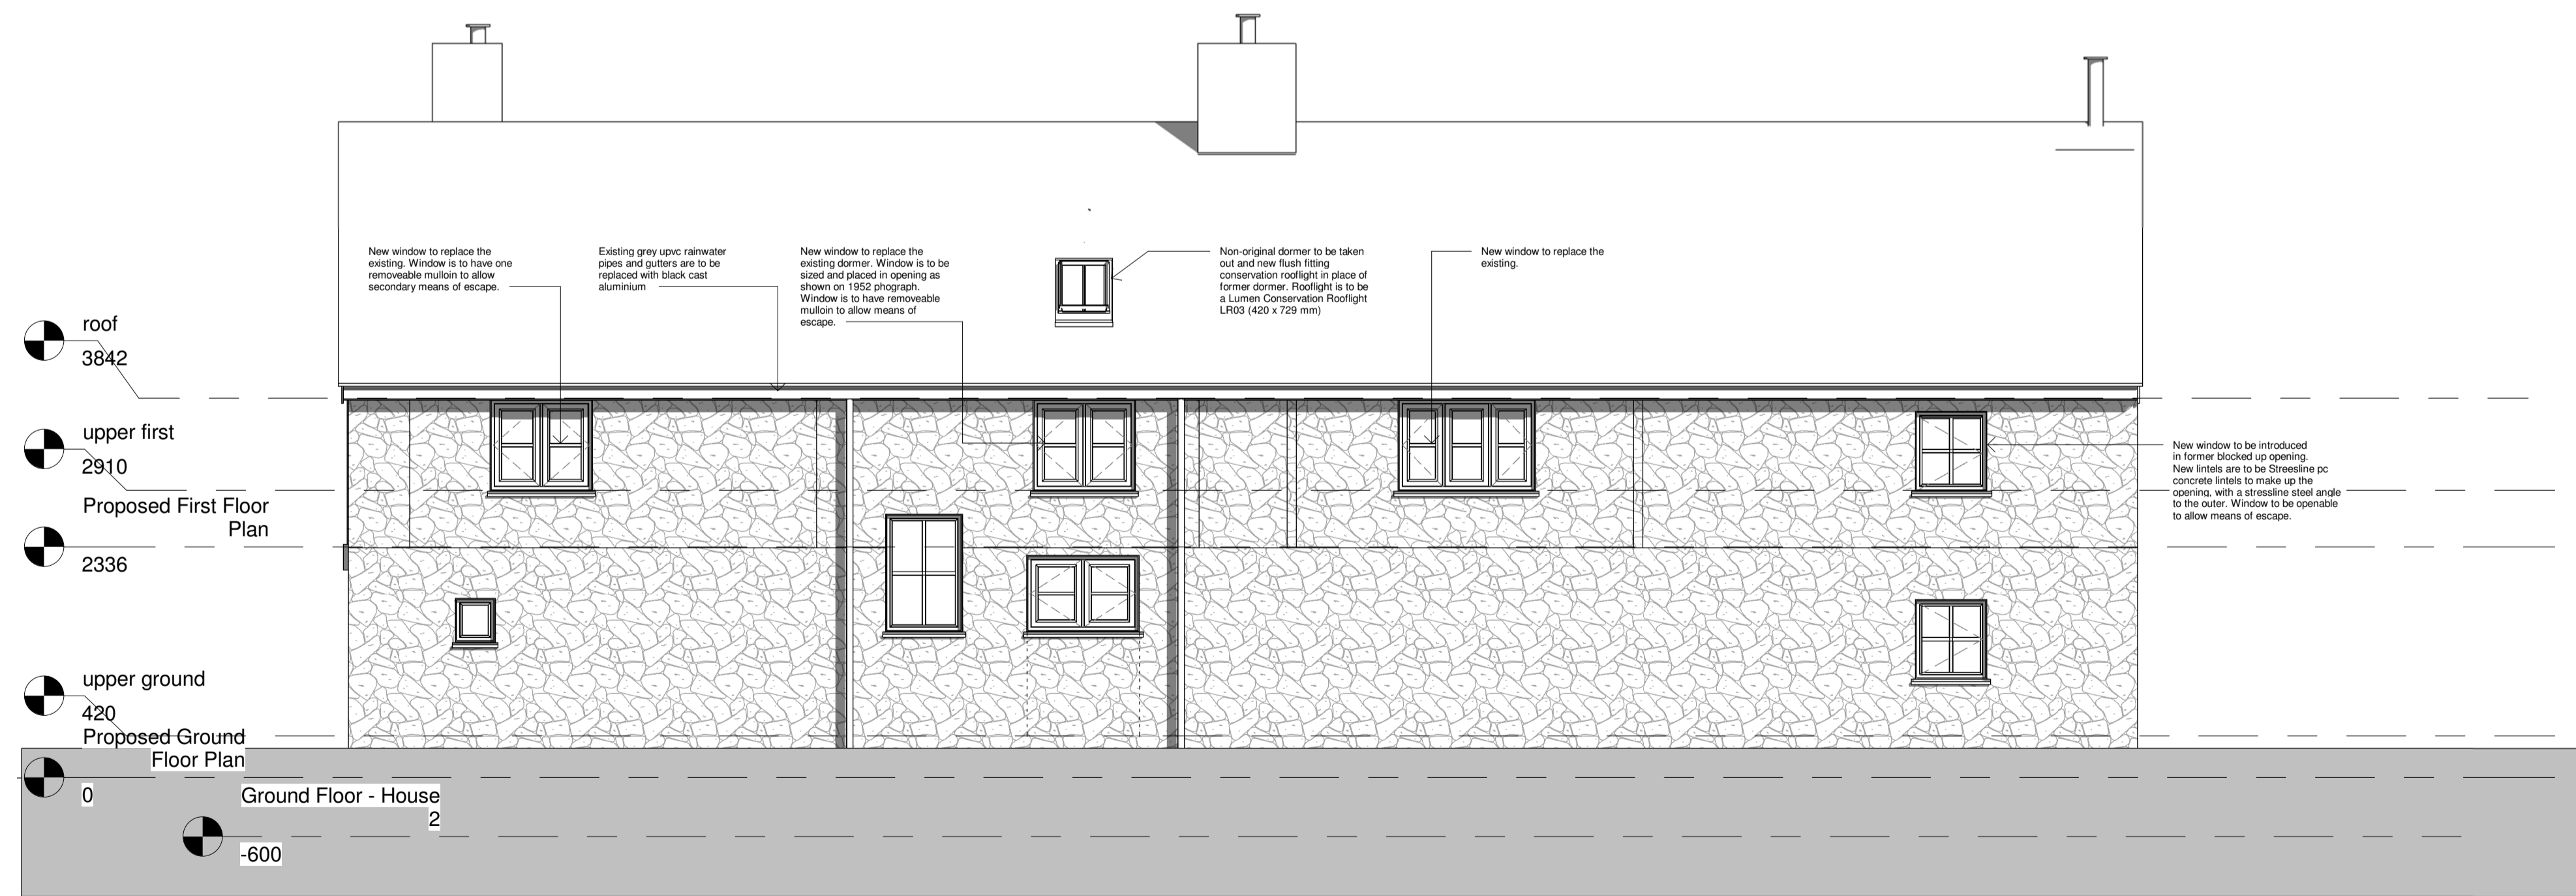 New window to replace the
existing. Window is to have one
removeable mulloin to allow
secondary means of escape.
Existing grey upvc rainwater
pipes and gutters are to be
replaced with black cast
aluminium
New window to replace the
existing dormer. Window is to be
sized and placed in opening as
shown on 1952 phograph.
Window is to have removeable
mulloin to allow means of
escape.
Non-original dormer to be taken
out and new flush fitting
conservation rooflight in place of
former dormer. Rooflight is to be
a Lumen Conservation Rooflight
LR03 (420 x 729 mm)
New window to replace the
existing.
roof
3842
upper first
2910
Proposed First Floor
Plan
2336
New window to be introduced
in former blocked up opening.
New lintels are to be Streesline pc
concrete lintels to make up the
opening, with a stressline steel angle
to the outer. Window to be openable
to allow means of escape.
upper ground
420
Proposed Ground
Floor Plan
0
Ground Floor - House
2
-600